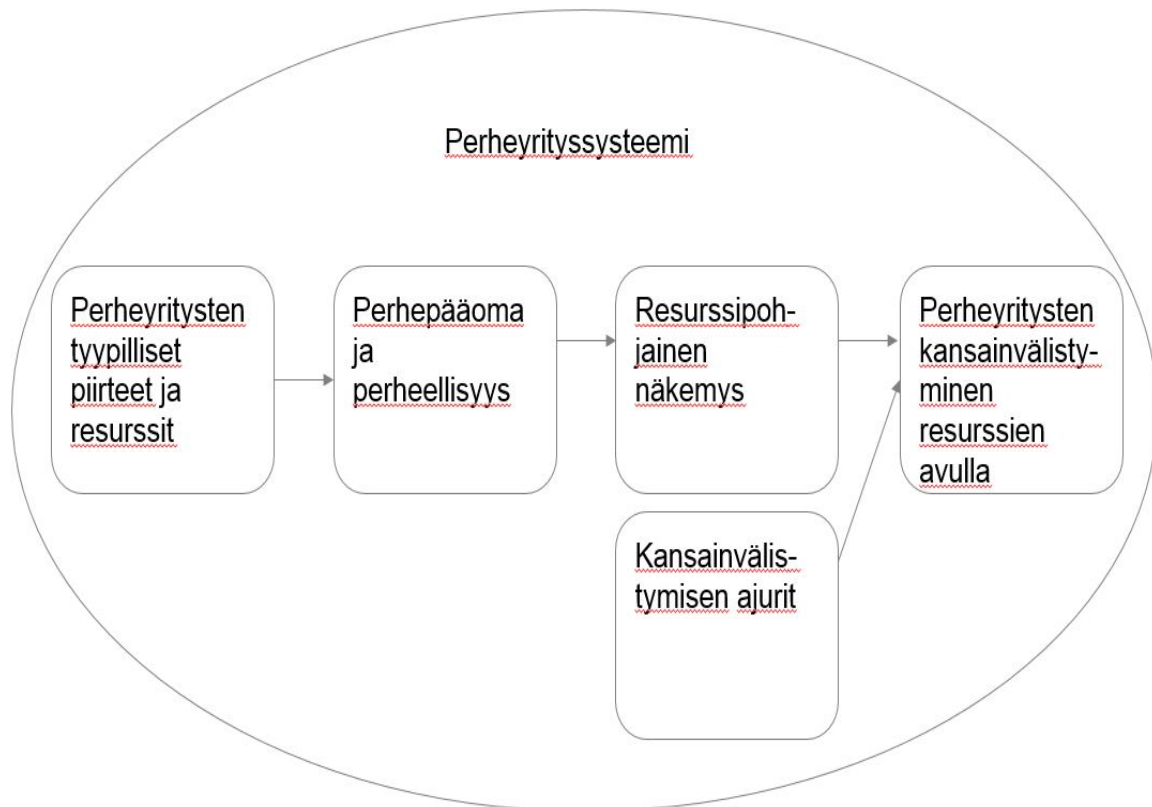 Perheyrityssysteemi
Perheyritysten
tyypilliset
piirteet ja
resurssit
Perhepääoma
ja
perheellisyys
Resurssipoh-
jainen
näkemys
Perheyritysten
kansainvälisty-
minen
resurssien
avulla
Kansainvälis-
tymisen ajurit